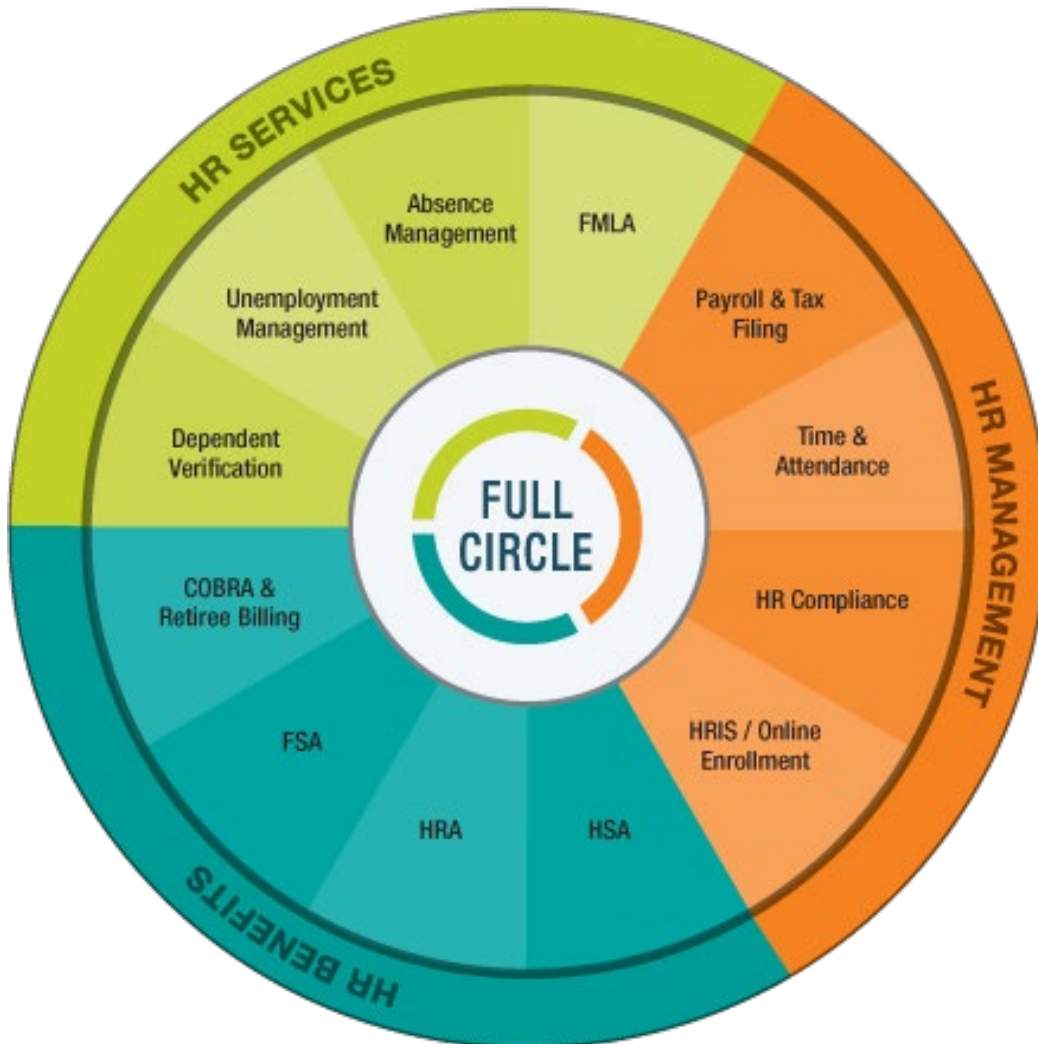 HR SERVICES
Absence
Management
FMLA
Unemployment
Management
Payroll & Tax
Filing
Dependent
Verification
Time &
Attendance
HR MANAGEMENT
FULL
CIRCLE
COBRA &
Retiree Billing
HR Compliance
FSA
HRIS / Online
Enrollment
HRA
HSA
HR BENEFITS